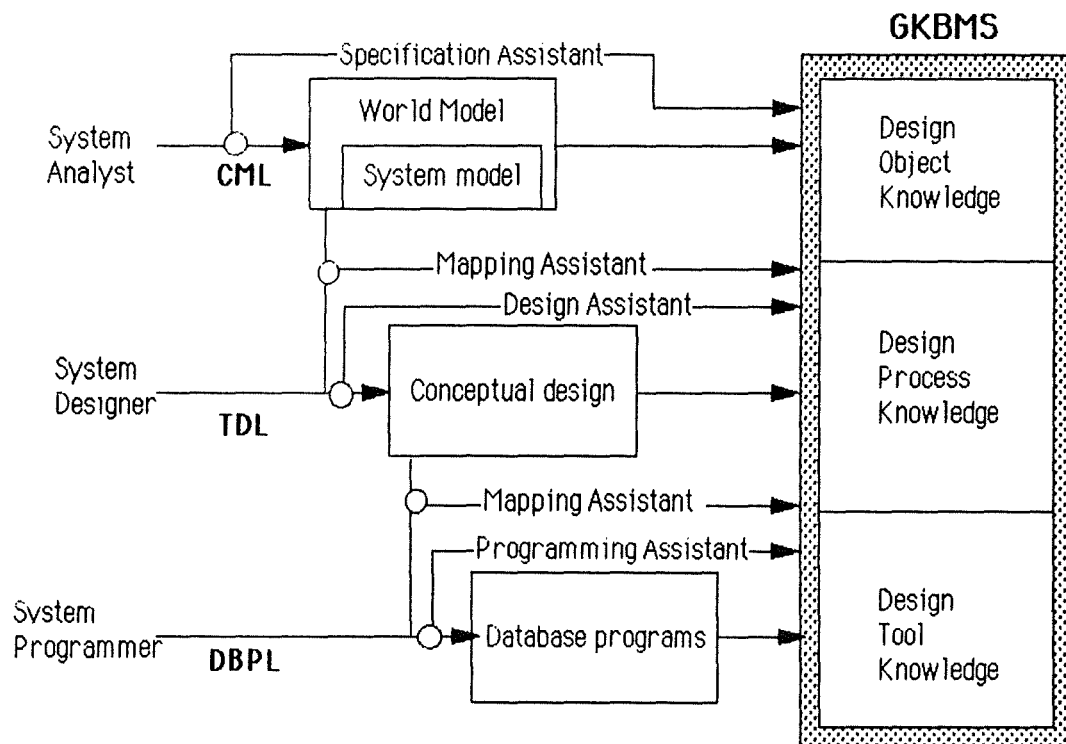 GKBMS
Specification Assistant
World Model
System
Analyst
CML
System model
Design
Object
Knowledge
Mapping Assistant
Design Assistant
System
Designer
TDL
Conceptual design
Design
Process
Knowledge
Mapping Assistant
Programming Assistant
System
Programmer
DBPL
Database programs
Design
Tool
Knowledge